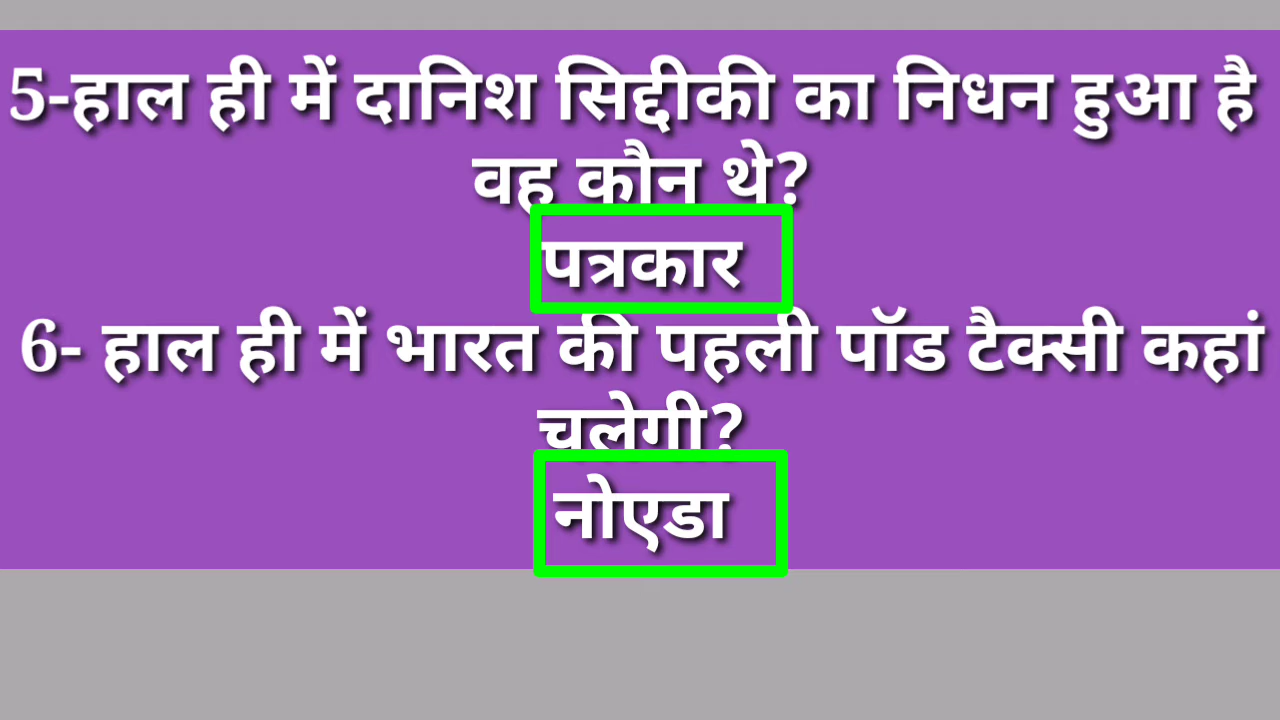 5-हाल ही में दानिश सिद्दीकी का निधन हुआ है
वह कौन थे?
पत्रकार
6- हाल ही में भारत की पहली पॉड टैक्सी कहां
चलेगी?
नोएडा